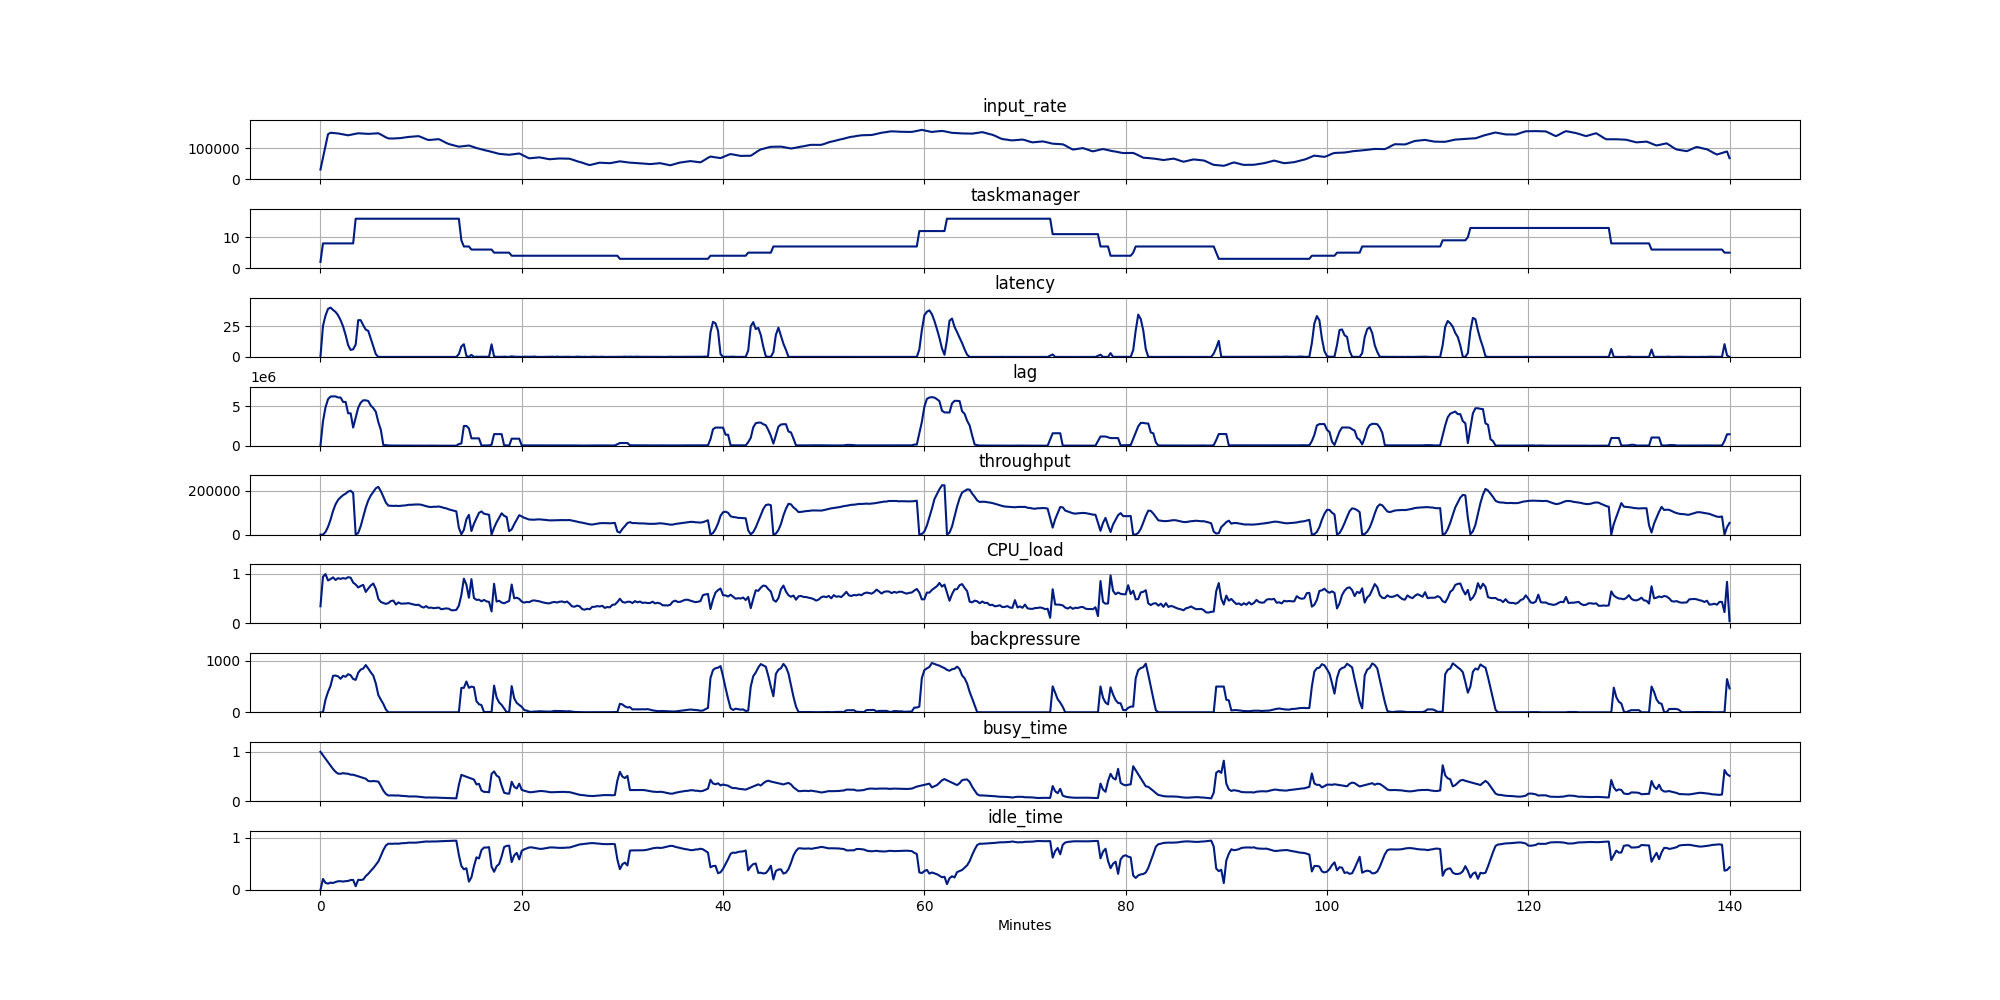 input_rate
100000
0
taskmanager
10
0
latency
25
0
1e6
lag
5
0
throughput
200000
0
CPU_load
1
0
backpressure
1000
0
busy_time
1
0
idle_time
1
0
0 20 40 60 80 100 120 140
Minutes